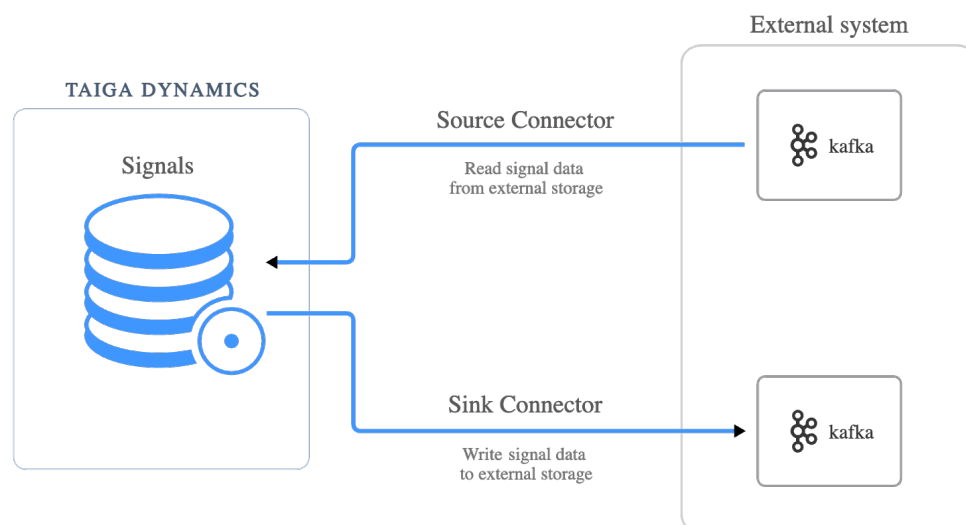 External system
TAIGA DYNAMICS
Source Connector
kafka
Signals
Read signal data
from external storage
Sink Connector
kafka
Write signal data
to external storage